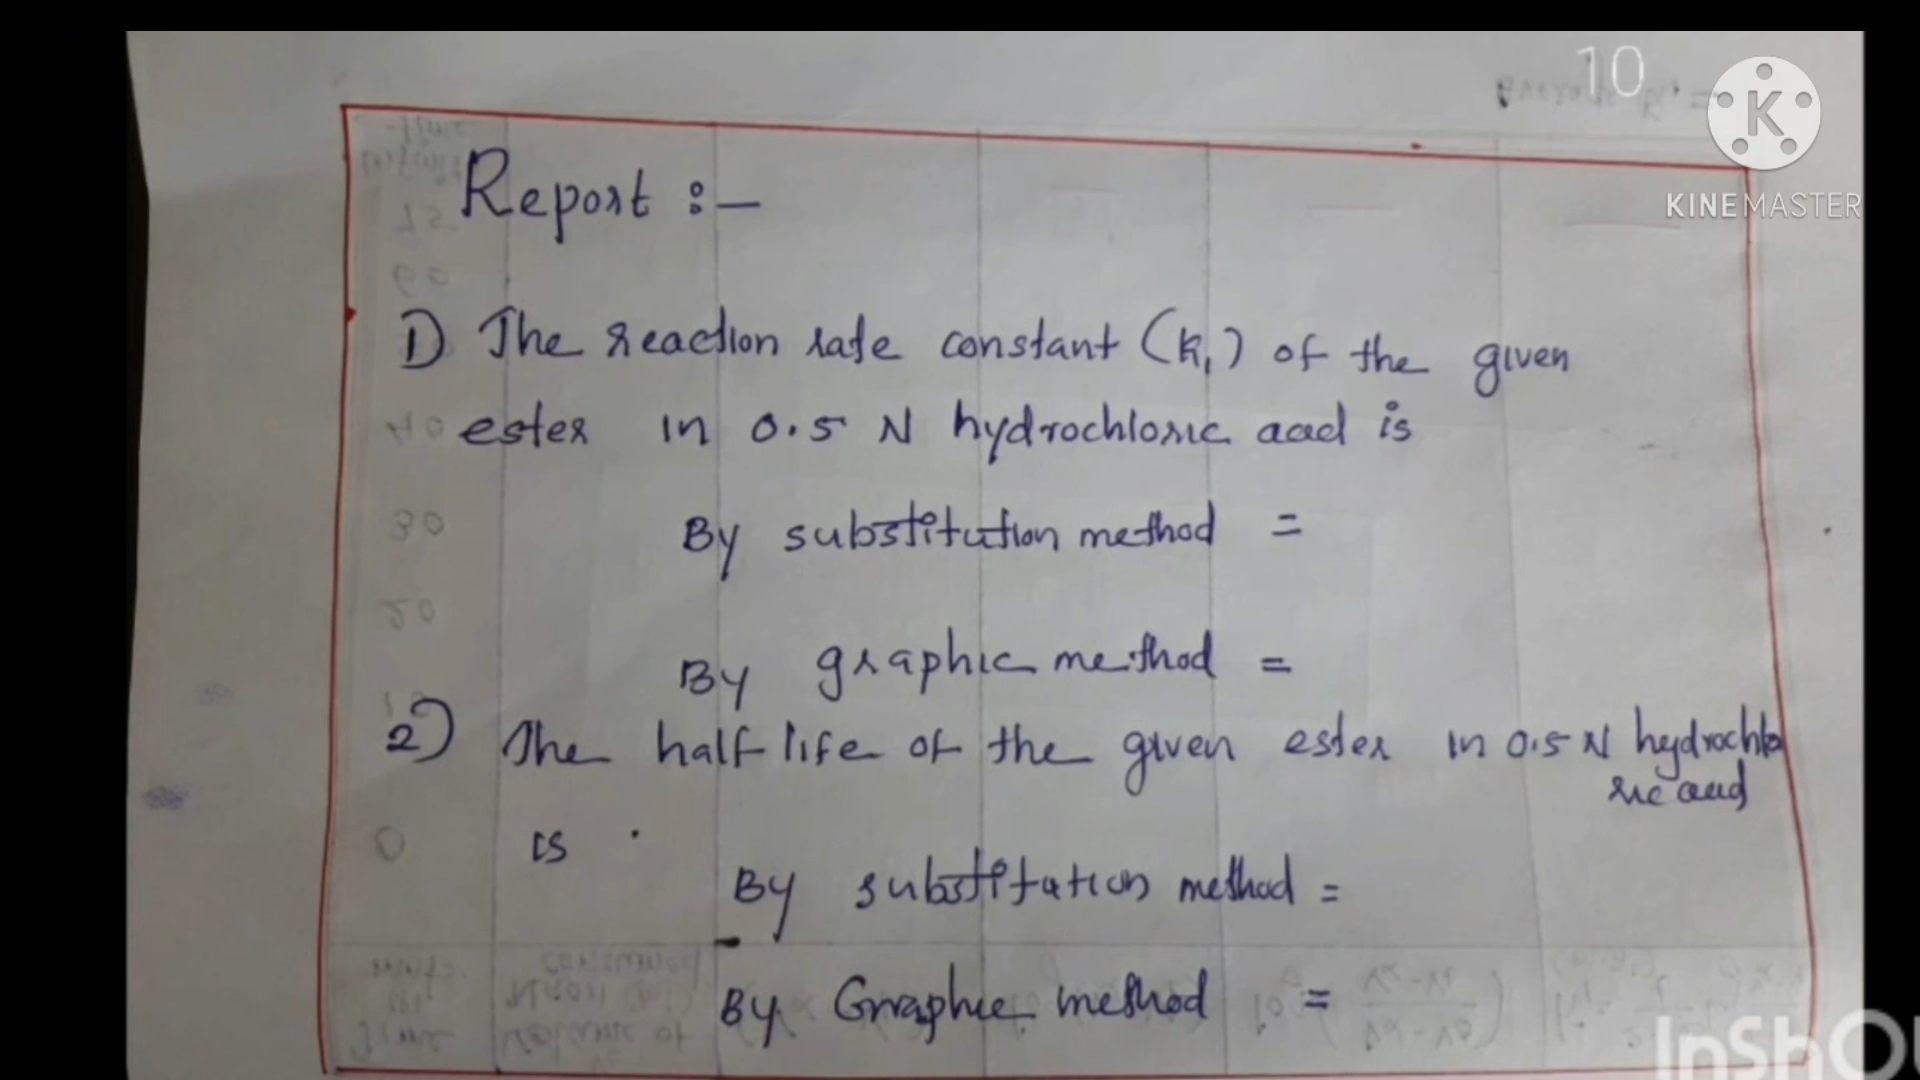 10
KINEMASTER
Report :-
1) The reaction rate constant (K₁) of the given
ester in 0.5 N hydrochloric acid is
By substitution method =
By graphic method =
2) The half life of the given ester in 0.5 N hydrochlo
ric acid
is
By substitution method =
By Graphic method =
InShO